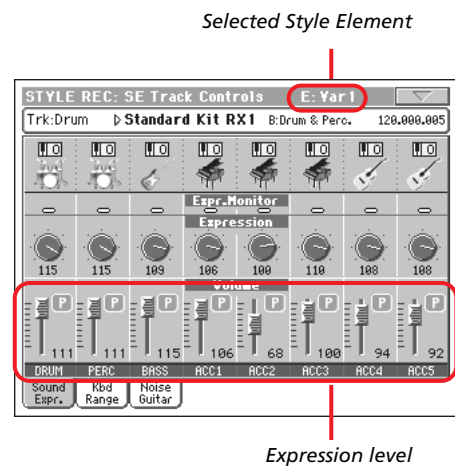 Selected Style Element
STYLE REC: SE Track Controls E: Var1
Trk:Drum ▷ Standard Kit RX1 B:Drum & Perc. 120.000.005
Expr.Monitor
Expression
115 115 109 106 100 110 108 108
Volume
P P P P P P P P
111 111 115 106 68 100 94 92
DRUM PERC BASS ACC1 ACC2 ACC3 ACC4 ACC5
Sound Expr. Kbd Range Noise Guitar
Expression level